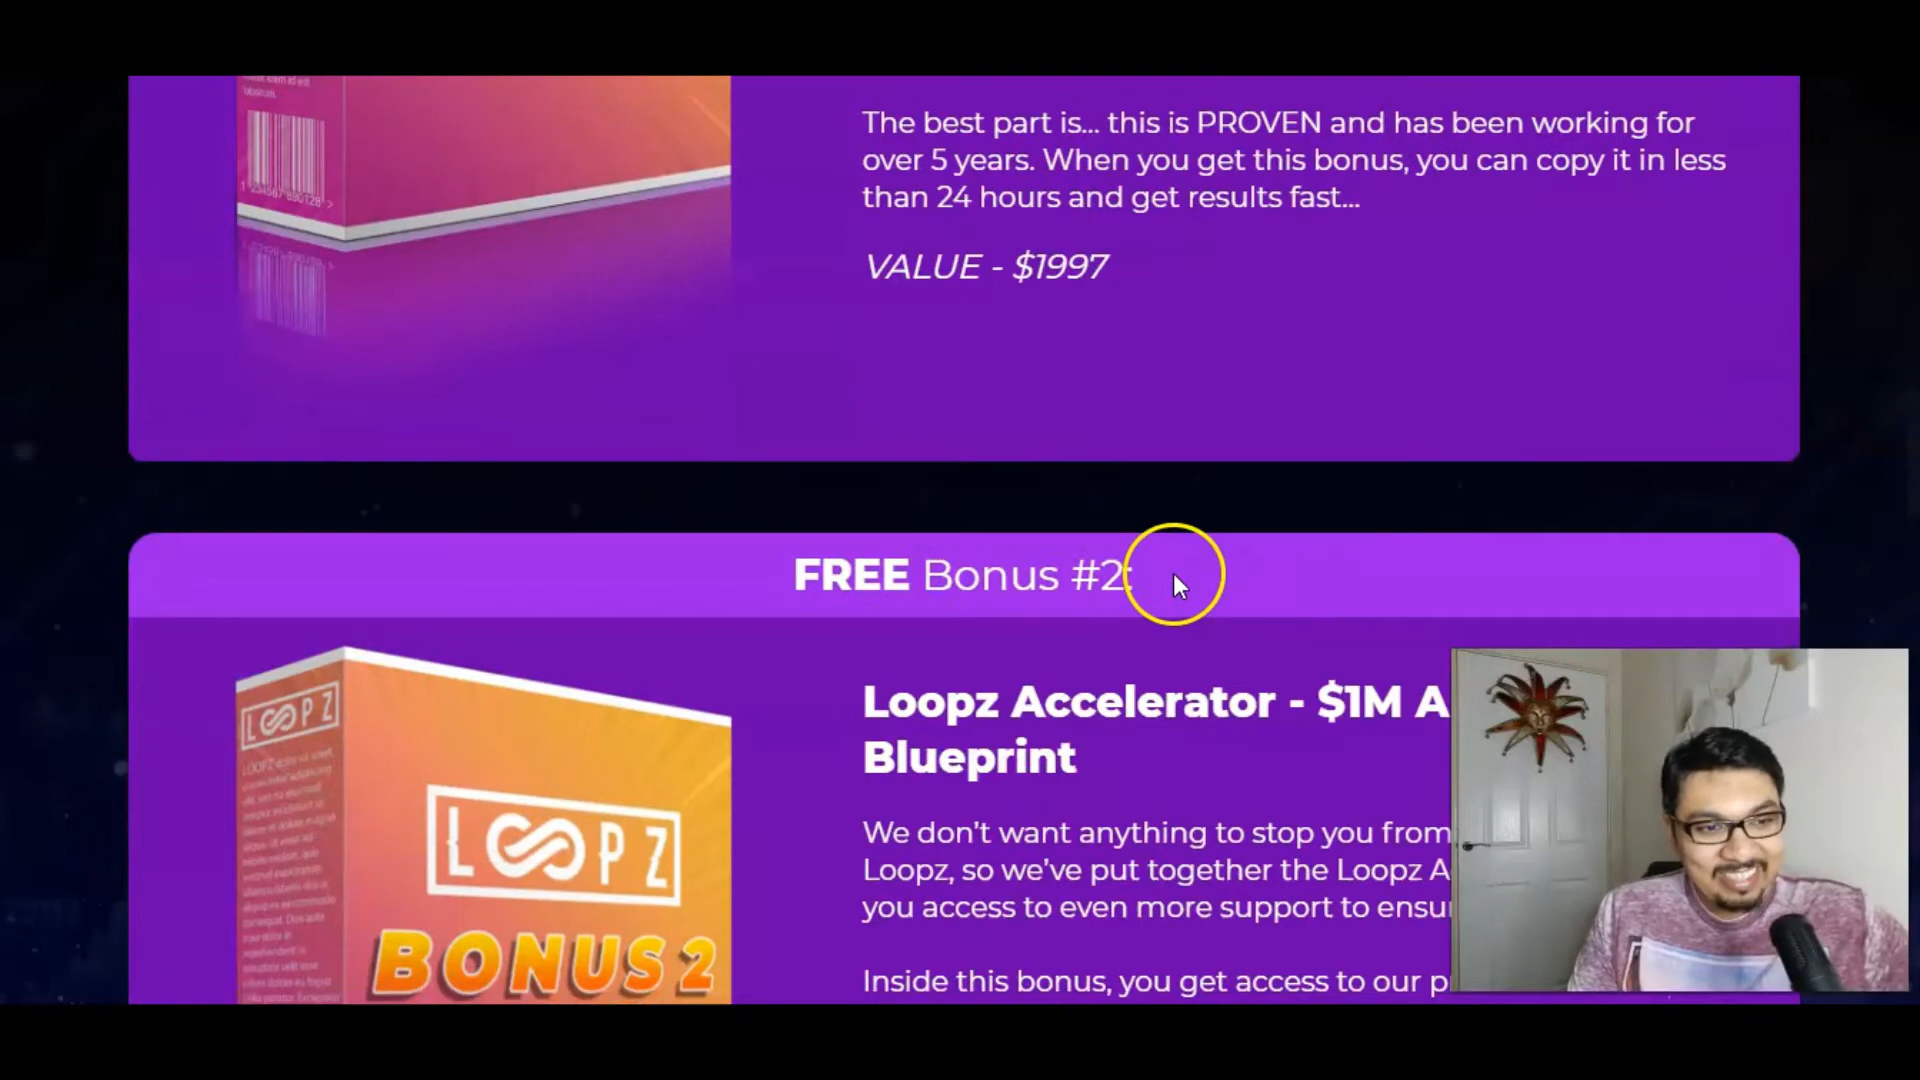 The best part is... this is PROVEN and has been working for
over 5 years. When you get this bonus, you can copy it in less
than 24 hours and get results fast...
VALUE - $1997
FREE Bonus #2:
LOOPZ
Loopz Accelerator - $1M A
Blueprint
We don't want anything to stop you from
Loopz, so we've put together the Loopz A
you access to even more support to ensu
Inside this bonus, you get access to our p
LOOPZ
BONUS 2